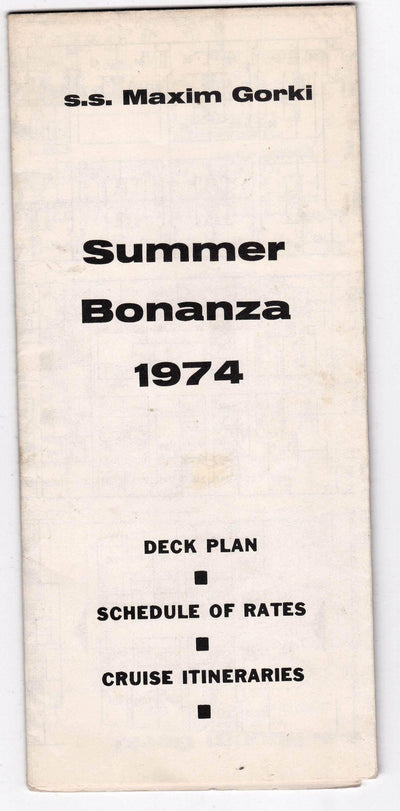 s.s. Maxim Gorki
Summer
Bonanza
1974
DECK PLAN
■
SCHEDULE OF RATES
■
CRUISE ITINERARIES
■